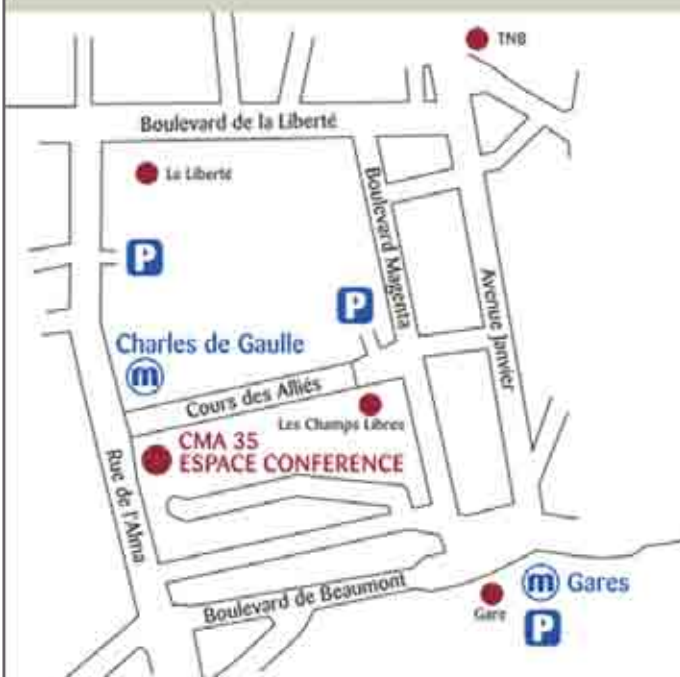 TNB
Boulevard de la Liberté
La Liberté
Boulevard Magenta
P
P
Avenue Janvier
Charles de Gaulle
m
Cours des Alliés
Les Champs Libres
CMA 35
ESPACE CONFERENCE
Rue de l'Alma
Boulevard de Beaumont
m Gares
Gare
P